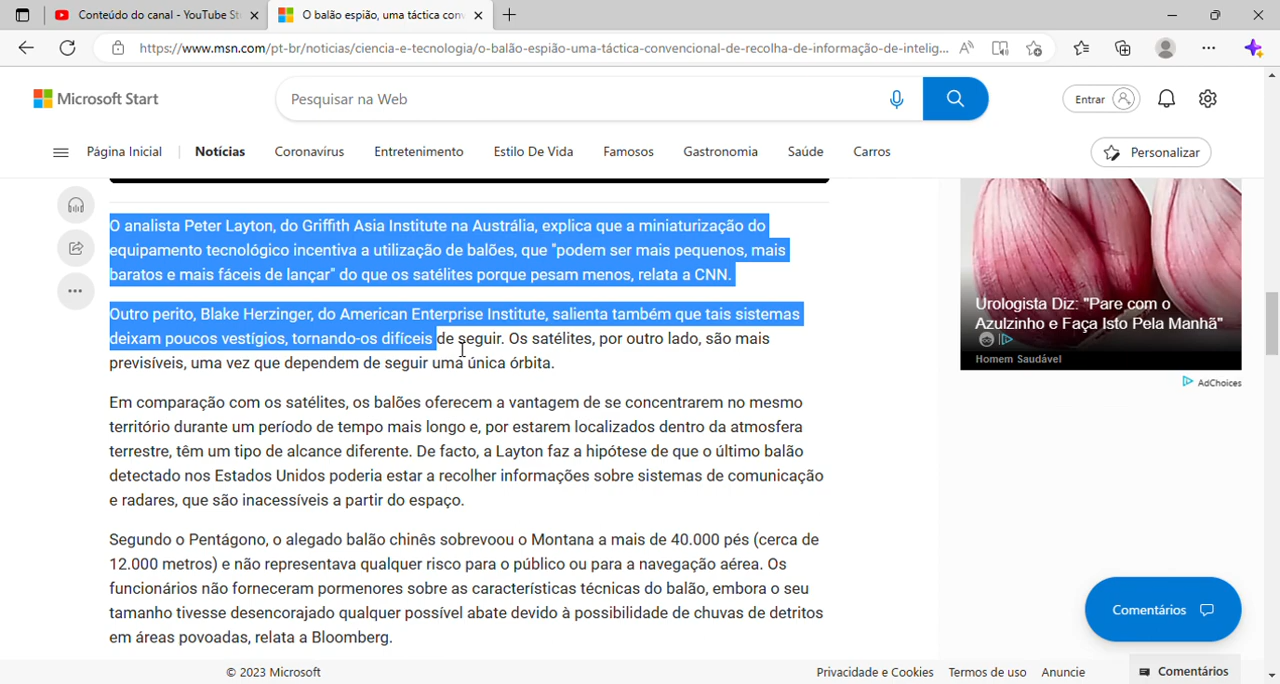 Conteúdo do canal - YouTube St
O balão espião, uma táctica conv
https://www.msn.com/pt-br/noticias/ciencia-e-tecnologia/o-balão-espião-uma-táctica-convencional-de-recolha-de-informação-de-intelig...
Microsoft Start
Pesquisar na Web
Entrar
Página Inicial
Notícias
Coronavírus
Entretenimento
Estilo De Vida
Famosos
Gastronomia
Saúde
Carros
Personalizar
O analista Peter Layton, do Griffith Asia Institute na Austrália, explica que a miniaturização do
equipamento tecnológico incentiva a utilização de balões, que "podem ser mais pequenos, mais
baratos e mais fáceis de lançar" do que os satélites porque pesam menos, relata a CNN.
Outro perito, Blake Herzinger, do American Enterprise Institute, salienta também que tais sistemas
deixam poucos vestígios, tornando-os difíceis de seguir. Os satélites, por outro lado, são mais
previsíveis, uma vez que dependem de seguir uma única órbita.
Em comparação com os satélites, os balões oferecem a vantagem de se concentrarem no mesmo
território durante um período de tempo mais longo e, por estarem localizados dentro da atmosfera
terrestre, têm um tipo de alcance diferente. De facto, a Layton faz a hipótese de que o último balão
detectado nos Estados Unidos poderia estar a recolher informações sobre sistemas de comunicação
e radares, que são inacessíveis a partir do espaço.
Segundo o Pentágono, o alegado balão chinês sobrevoou o Montana a mais de 40.000 pés (cerca de
12.000 metros) e não representava qualquer risco para o público ou para a navegação aérea. Os
funcionários não forneceram pormenores sobre as características técnicas do balão, embora o seu
tamanho tivesse desencorajado qualquer possível abate devido à possibilidade de chuvas de detritos
em áreas povoadas, relata a Bloomberg.
Urologista Diz: "Pare com o
Azulzinho e Faça Isto Pela Manhã"
Homem Saudável
AdChoices
Comentários
© 2023 Microsoft
Privacidade e Cookies
Termos de uso
Anuncie
Comentários